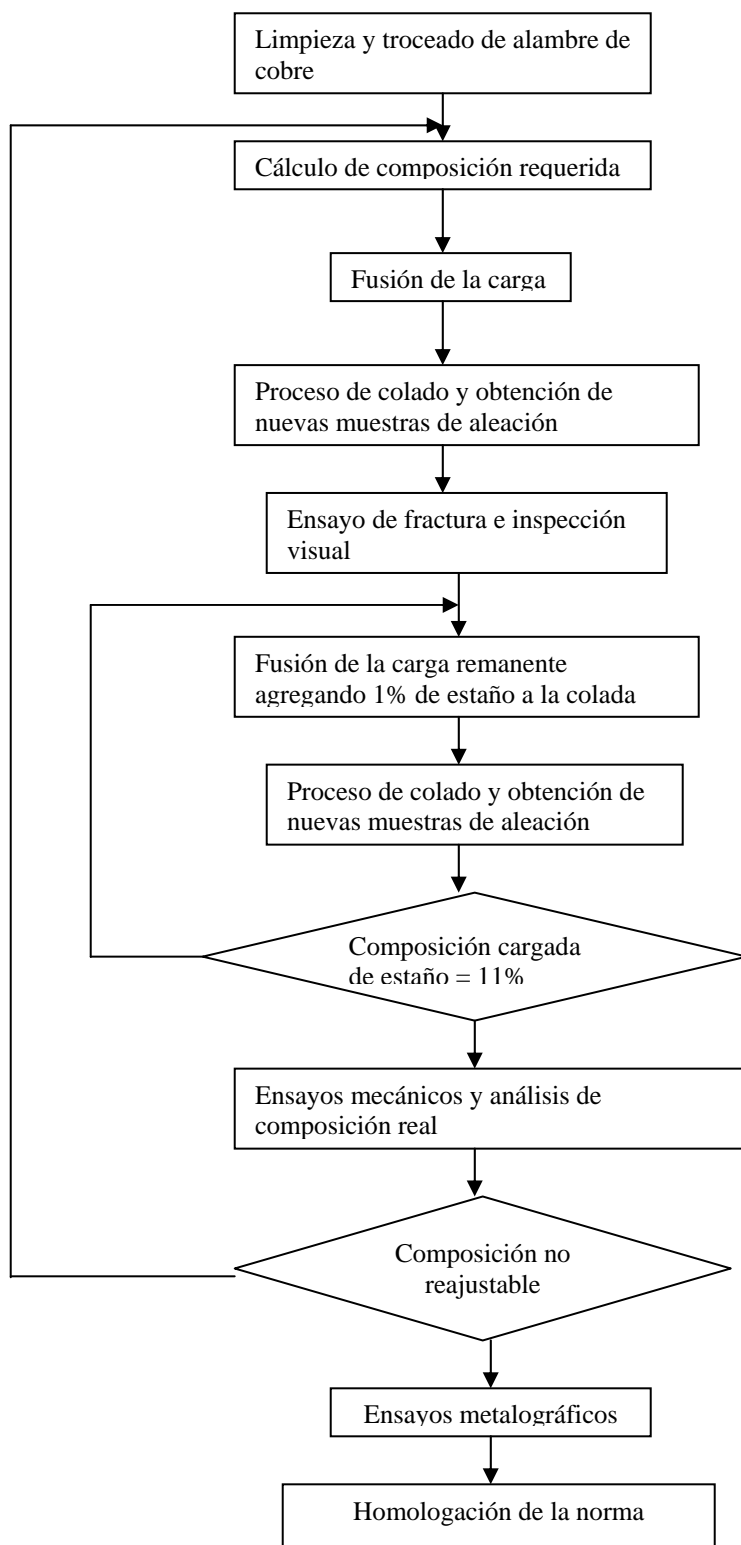 Limpieza y troceado de alambre de
cobre
Cálculo de composición requerida
Fusión de la carga
Proceso de colado y obtención de
nuevas muestras de aleación
Ensayo de fractura e inspección
visual
Fusión de la carga remanente
agregando 1% de estaño a la colada
Proceso de colado y obtención de
nuevas muestras de aleación
Composición cargada
de estaño = 11%
Ensayos mecánicos y análisis de
composición real
Composición no
reajustable
Ensayos metalográficos
Homologación de la norma